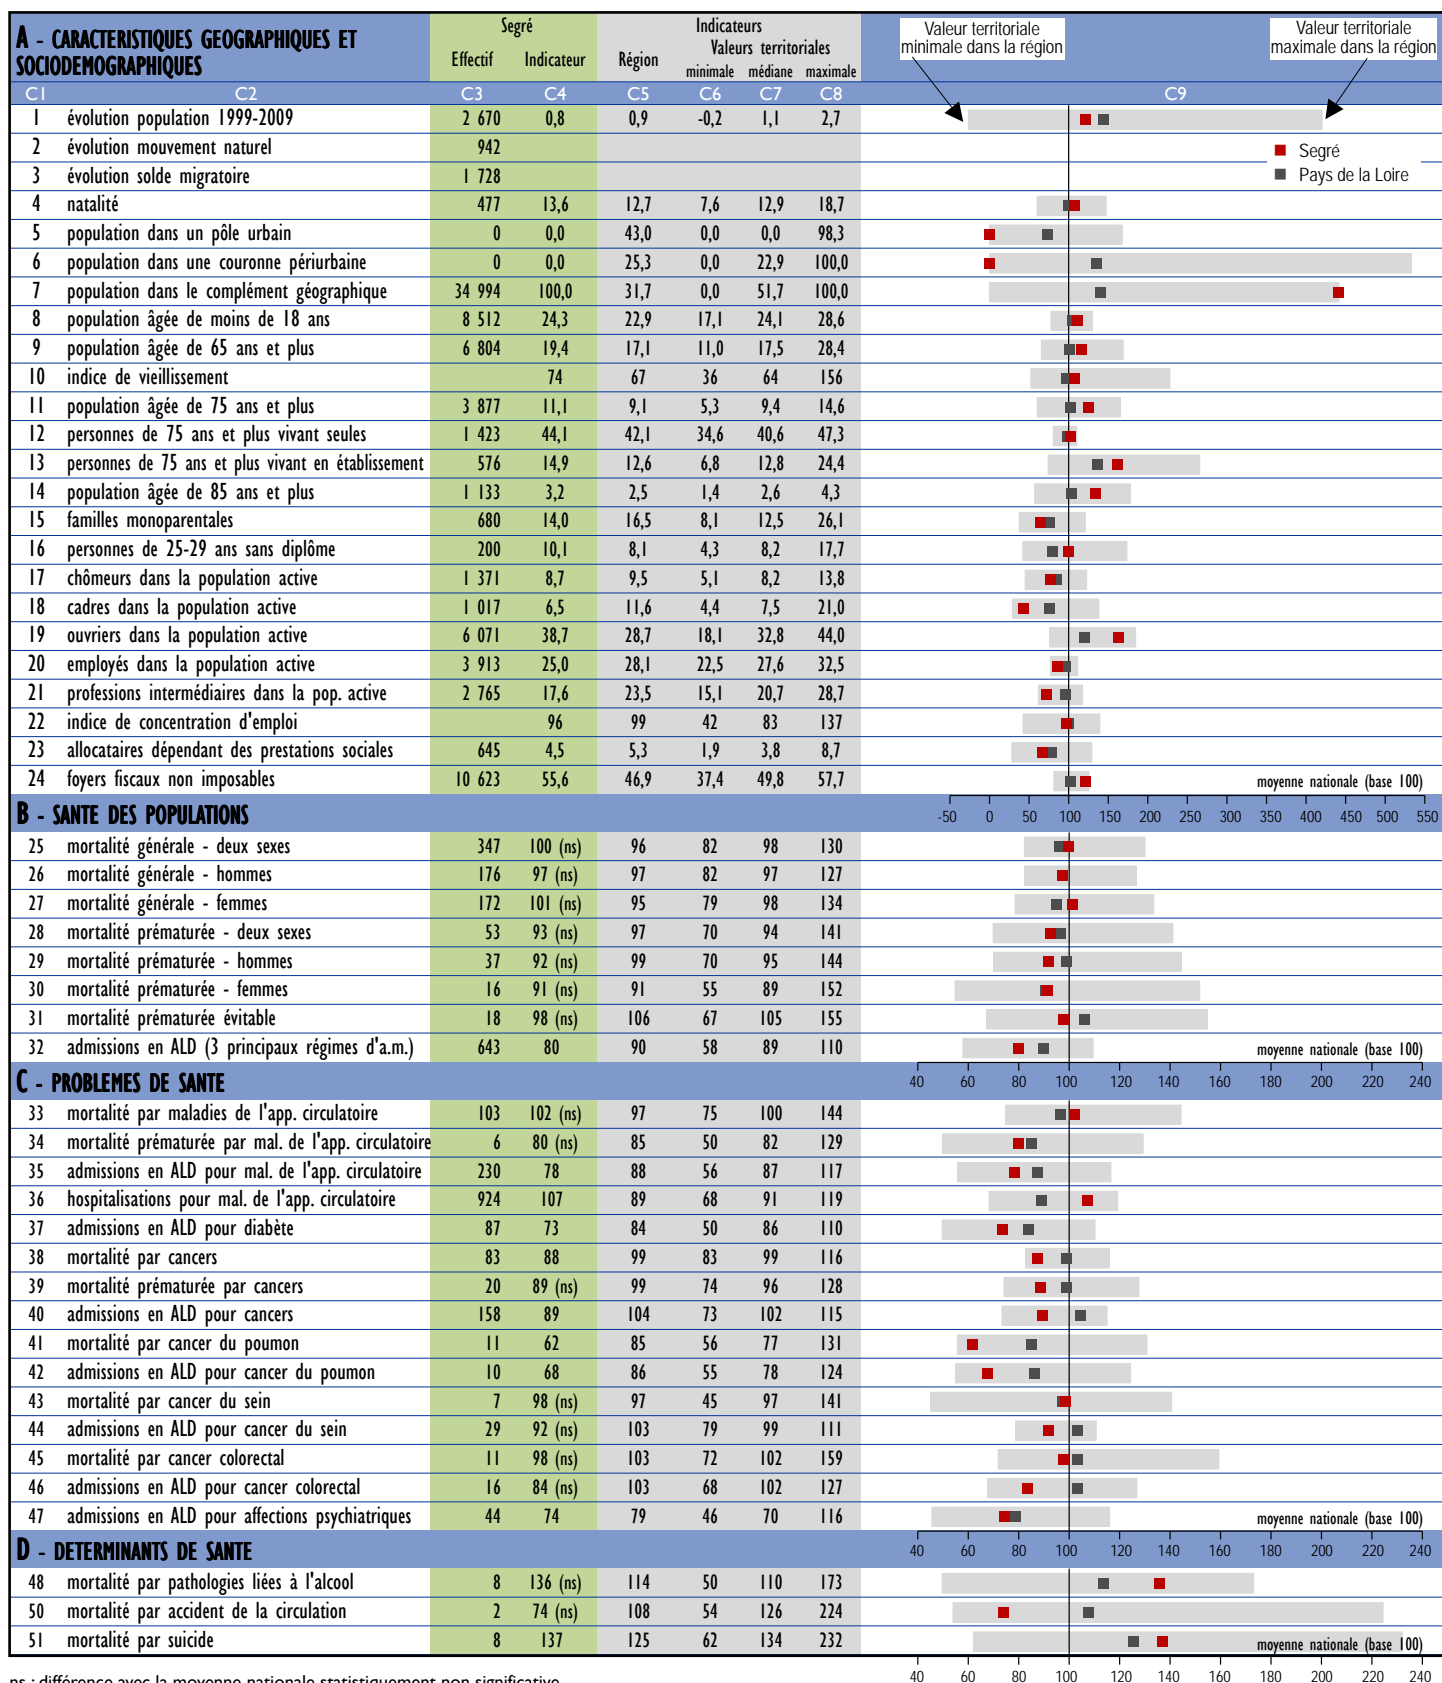 A - CARACTERISTIQUES GEOGRAPHIQUES ET SOCIODEMOGRAPHIQUES
Segré
Effectif Indicateur
Indicateurs
Région Valeurs territoriales
minimale médiane maxamale
Valeur territoriale minimale dans la région
Valeur territoriale maximale dans la région
C1 C2 C3 C4 C5 C6 C7 C8 C9
1 évolution population 1999-2009 2 670 0,8 0,9 -0,2 1,1 2,7
2 évolution mouvement naturel 942
Segré
3 évolution solde migratoire 1 728
Pays de la Loire
4 natalité 477 13,6 12,7 7,6 12,9 18,7
5 population dans un pôle urbain 0 0,0 43,0 0,0 0,0 98,3
6 population dans une couronne périurbaine 0 0,0 25,3 0,0 22,9 100,0
7 population dans le complément géographique 34 994 100,0 31,7 0,0 51,7 100,0
8 population âgée de moins de 18 ans 8 512 24,3 22,9 17,1 24,1 28,6
9 population âgée de 65 ans et plus 6 804 19,4 17,1 11,0 17,5 28,4
10 indice de vieillissement 74 67 36 64 156
11 population âgée de 75 ans et plus 3 877 11,1 9,1 5,3 9,4 14,6
12 personnes de 75 ans et plus vivant seules 1 423 44,1 42,1 34,6 40,6 47,3
13 personnes de 75 ans et plus vivant en établissement 576 14,9 12,6 6,8 12,8 24,4
14 population âgée de 85 ans et plus 1 133 3,2 2,5 1,4 2,6 4,3
15 familles monoparentales 680 14,0 16,5 8,1 12,5 26,1
16 personnes de 25-29 ans sans diplôme 200 10,1 8,1 4,3 8,2 17,7
17 chômeurs dans la population active 1 371 8,7 9,5 5,1 8,2 13,8
18 cadres dans la population active 1 017 6,5 11,6 4,4 7,5 21,0
19 ouvriers dans la population active 6 071 38,7 28,7 18,1 32,8 44,0
20 employés dans la population active 3 913 25,0 28,1 22,5 27,6 32,5
21 professions intermédiaires dans la pop. active 2 765 17,6 23,5 15,1 20,7 28,7
22 indice de concentration d'emploi 96 99 42 83 137
23 allocataires dépendant des prestations sociales 645 4,5 5,3 1,9 3,8 8,7
24 foyers fiscaux non imposables 10 623 55,6 46,9 37,4 49,8 57,7 moyenne nationale (base 100)
B - SANTE DES POPULATIONS -50 0 50 100 150 200 250 300 350 400 450 500 550
25 mortalité générale - deux sexes 347 100 (ns) 96 82 98 130
26 mortalité générale - hommes 176 97 (ns) 97 82 97 127
27 mortalité générale - femmes 172 101 (ns) 95 79 98 134
28 mortalité prématurée - deux sexes 53 93 (ns) 97 70 94 141
29 mortalité prématurée - hommes 37 92 (ns) 99 70 95 144
30 mortalité prématurée - femmes 16 91 (ns) 91 55 89 152
31 mortalité prématurée évitable 18 98 (ns) 106 67 105 155
32 admissions en ALD (3 principaux régimes d'a.m.) 643 80 90 58 89 110 moyenne nationale (base 100)
C - PROBLEMES DE SANTE 40 60 80 100 120 140 160 180 200 220 240
33 mortalité par maladies de l'app. circulatoire 103 102 (ns) 97 75 100 144
34 mortalité prématurée par mal. de l'app. circulatoire 6 80 (ns) 85 50 82 129
35 admissions en ALD pour mal. de l'app. circulatoire 230 78 88 56 87 117
36 hospitalisations pour mal. de l'app. circulatoire 924 107 89 68 91 119
37 admissions en ALD pour diabète 87 73 84 50 86 110
38 mortalité par cancers 83 88 99 83 99 116
39 mortalité prématurée par cancers 20 89 (ns) 99 74 96 128
40 admissions en ALD pour cancers 158 89 104 73 102 115
41 mortalité par cancer du poumon 11 62 85 56 77 131
42 admissions en ALD pour cancer du poumon 10 68 86 55 78 124
43 mortalité par cancer du sein 7 98 (ns) 97 45 97 141
44 admissions en ALD pour cancer du sein 29 92 (ns) 103 79 99 111
45 mortalité par cancer colorectal 11 98 (ns) 103 72 102 159
46 admissions en ALD pour cancer colorectal 16 84 (ns) 103 68 102 127
47 admissions en ALD pour affections psychiatriques 44 74 79 46 70 116 moyenne nationale (base 100)
D - DETERMINANTS DE SANTE 40 60 80 100 120 140 160 180 200 220 240
48 mortalité par pathologies liées à l'alcool 8 136 (ns) 114 50 110 173
50 mortalité par accident de la circulation 2 74 (ns) 108 54 126 224
51 mortalité par suicide 8 137 125 62 134 232 moyenne nationale (base 100)
40 60 80 100 120 140 160 180 200 220 240
ns : différence avec la moyenne nationale statistiquement non significative